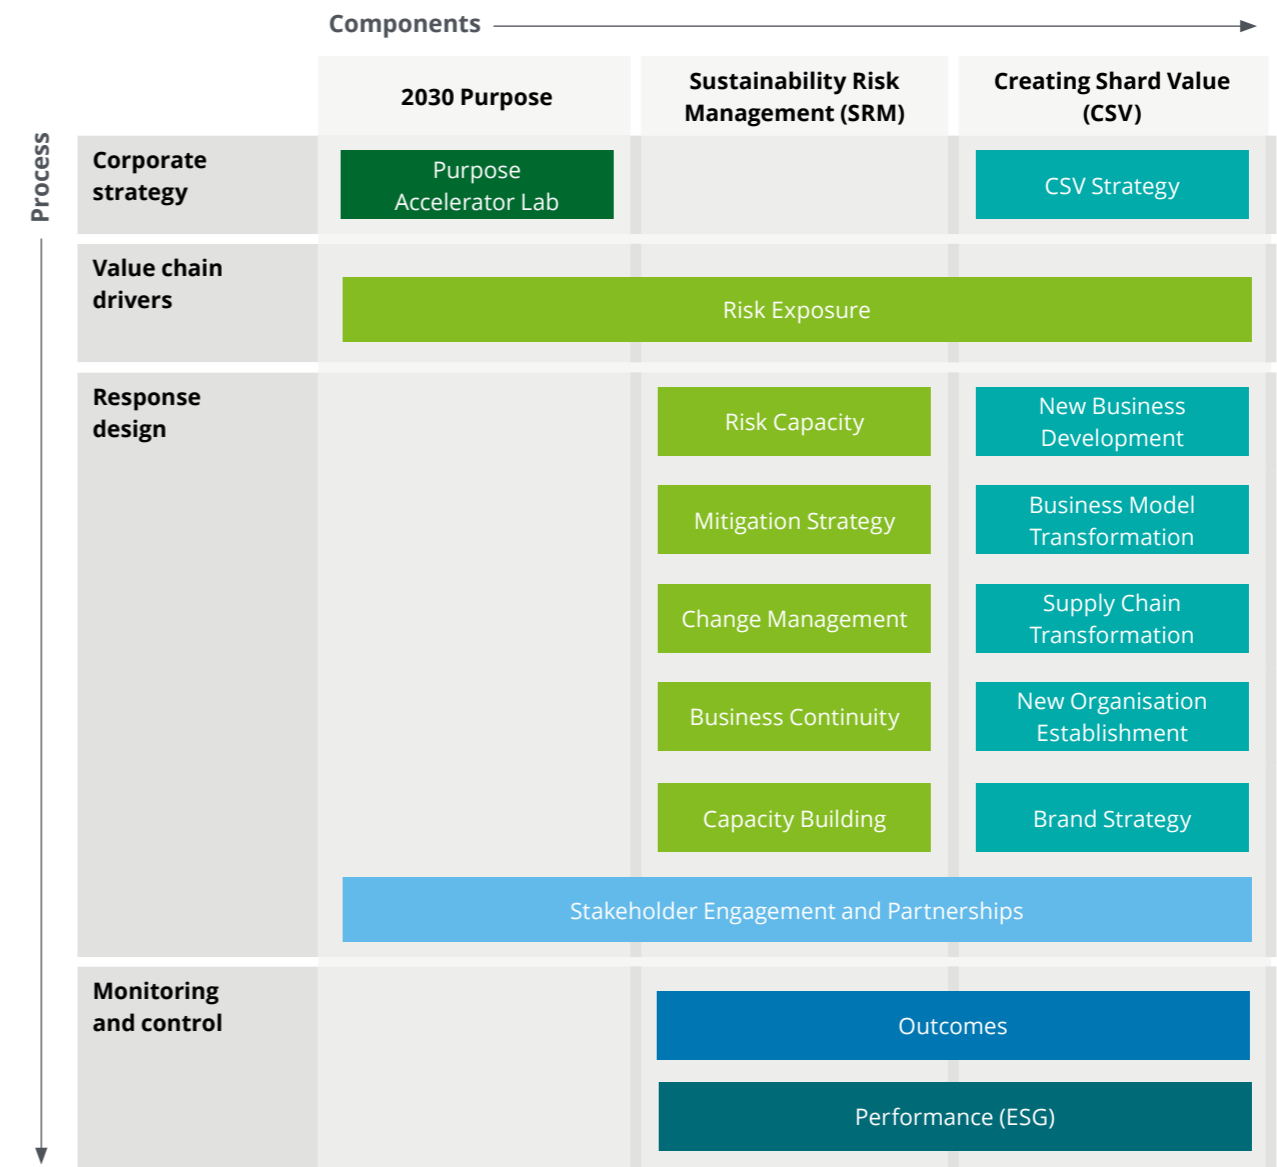 Components
2030 Purpose
Sustainability Risk
Management (SRM)
Creating Shard Value
(CSV)
Process
Corporate
strategy
Purpose
Accelerator Lab
CSV Strategy
Value chain
drivers
Risk Exposure
Response
design
Risk Capacity
New Business
Development
Mitigation Strategy
Business Model
Transformation
Change Management
Supply Chain
Transformation
Business Continuity
New Organisation
Establishment
Capacity Building
Brand Strategy
Stakeholder Engagement and Partnerships
Monitoring
and control
Outcomes
Performance (ESG)